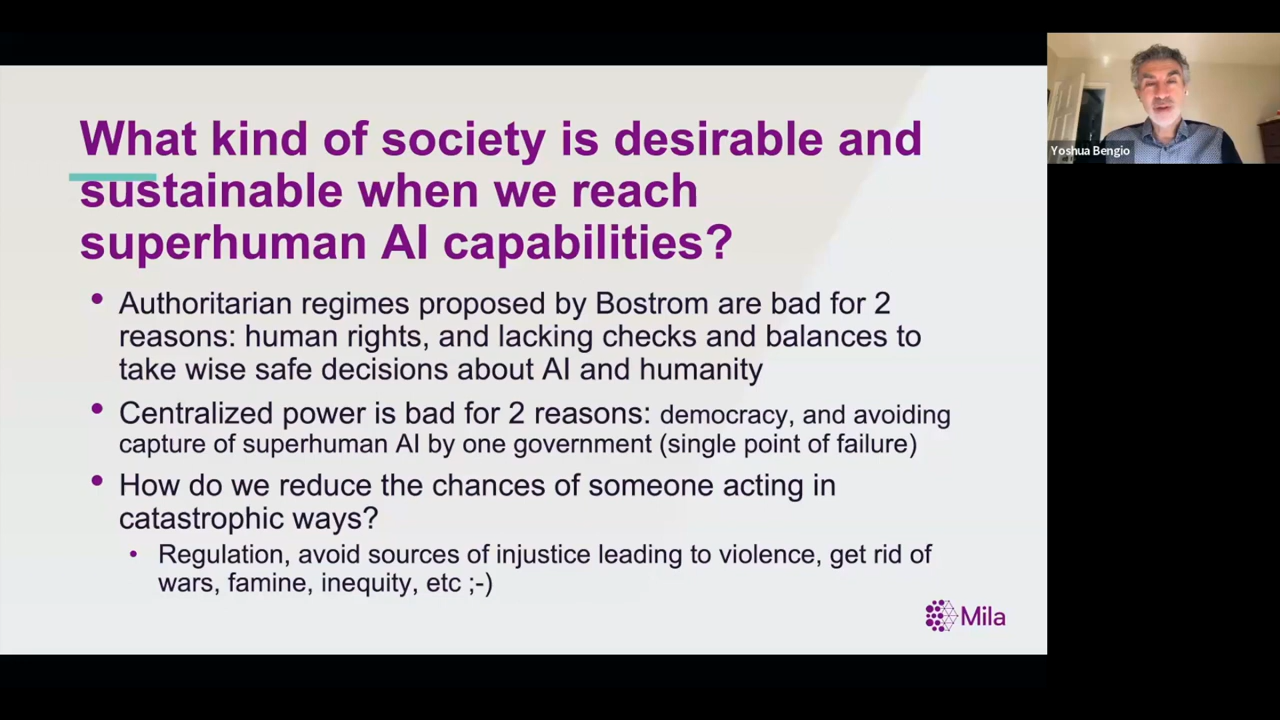 What kind of society is desirable and
sustainable when we reach
superhuman AI capabilities?
• Authoritarian regimes proposed by Bostrom are bad for 2
reasons: human rights, and lacking checks and balances to
take wise safe decisions about AI and humanity
• Centralized power is bad for 2 reasons: democracy, and avoiding
capture of superhuman AI by one government (single point of failure)
• How do we reduce the chances of someone acting in
catastrophic ways?
• Regulation, avoid sources of injustice leading to violence, get rid of
wars, famine, inequity, etc ;-)
Mila
Yoshua Bengio